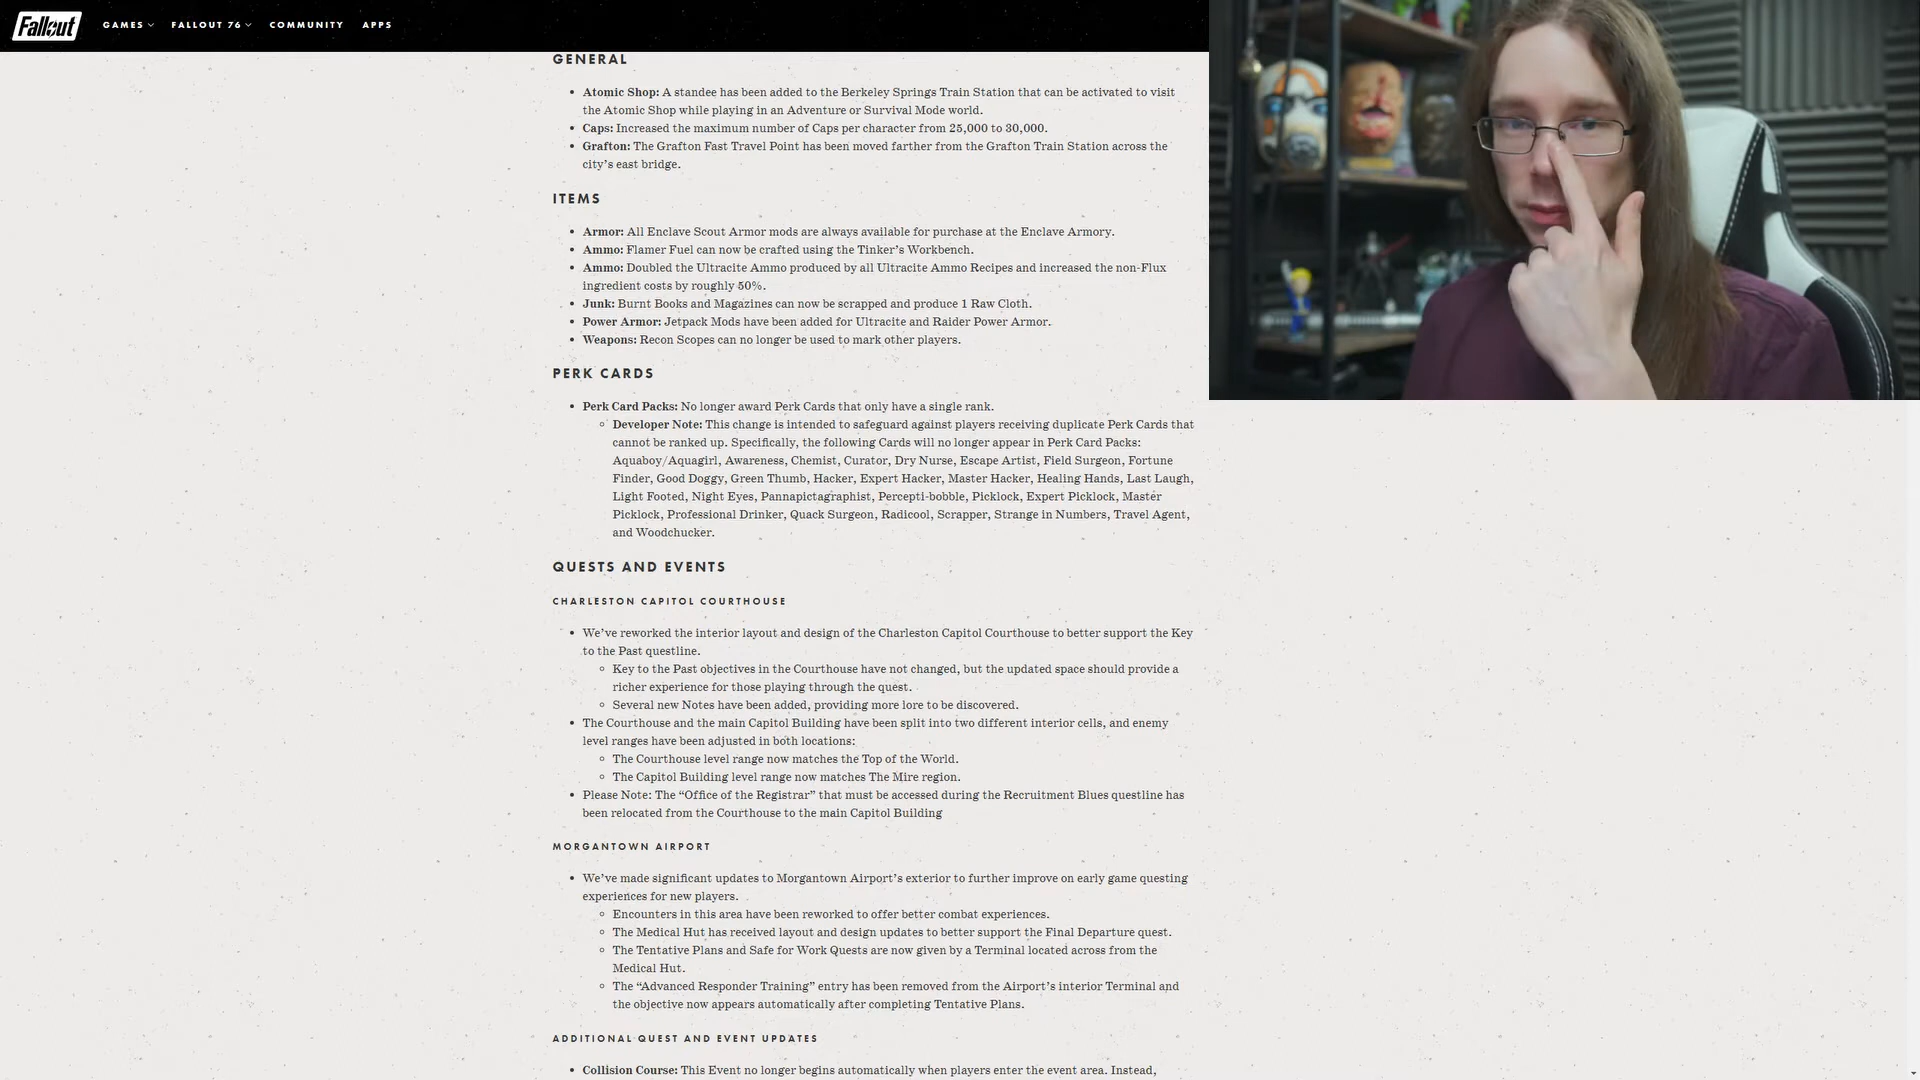 Fallout GAMES FALLOUT 76 COMMUNITY APPS
GENERAL
Atomic Shop: A standee has been added to the Berkeley Springs Train Station that can be activated to visit
the Atomic Shop while playing in an Adventure or Survival Mode world.
Caps: Increased the maximum number of Caps per character from 25,000 to 30,000.
Grafton: The Grafton Fast Travel Point has been moved farther from the Grafton Train Station across the
city's east bridge.
ITEMS
Armor: All Enclave Scout Armor mods are always available for purchase at the Enclave Armory.
Ammo: Flamer Fuel can now be crafted using the Tinker's Workbench.
Ammo: Doubled the Ultracite Ammo produced by all Ultracite Ammo Recipes and increased the non-Flux
ingredient costs by roughly 50%.
Junk: Burnt Books and Magazines can now be scrapped and produce 1 Raw Cloth.
Power Armor: Jetpack Mods have been added for Ultracite and Raider Power Armor.
Weapons: Recon Scopes can no longer be used to mark other players.
PERK CARDS
Perk Card Packs: No longer award Perk Cards that only have a single rank.
Developer Note: This change is intended to safeguard against players receiving duplicate Perk Cards that
cannot be ranked up. Specifically, the following Cards will no longer appear in Perk Card Packs:
Aquaboy/Aquagirl, Awareness, Chemist, Curator, Dry Nurse, Escape Artist, Field Surgeon, Fortune
Finder, Good Doggy, Green Thumb, Hacker, Expert Hacker, Master Hacker, Healing Hands, Last Laugh,
Light Footed, Night Eyes, Pannapictagraphist, Percepti-bobble, Picklock, Expert Picklock, Master
Picklock, Professional Drinker, Quack Surgeon, Radicool, Scrapper, Strange in Numbers, Travel Agent,
and Woodchucker.
QUESTS AND EVENTS
CHARLESTON CAPITOL COURTHOUSE
We've reworked the interior layout and design of the Charleston Capitol Courthouse to better support the Key
to the Past questline.
Key to the Past objectives in the Courthouse have not changed, but the updated space should provide a
richer experience for those playing through the quest.
Several new Notes have been added, providing more lore to be discovered.
The Courthouse and the main Capitol Building have been split into two different interior cells, and enemy
level ranges have been adjusted in both locations:
The Courthouse level range now matches the Top of the World.
The Capitol Building level range now matches The Mire region.
Please Note: The “Office of the Registrar” that must be accessed during the Recruitment Blues questline has
been relocated from the Courthouse to the main Capitol Building
MORGANTOWN AIRPORT
We've made significant updates to Morgantown Airport's exterior to further improve on early game questing
experiences for new players.
Encounters in this area have been reworked to offer better combat experiences.
The Medical Hut has received layout and design updates to better support the Final Departure quest.
The Tentative Plans and Safe for Work Quests are now given by a Terminal located across from the
Medical Hut.
The “Advanced Responder Training” entry has been removed from the Airport's interior Terminal and
the objective now appears automatically after completing Tentative Plans.
ADDITIONAL QUEST AND EVENT UPDATES
Collision Course: This Event no longer begins automatically when players enter the event area. Instead,